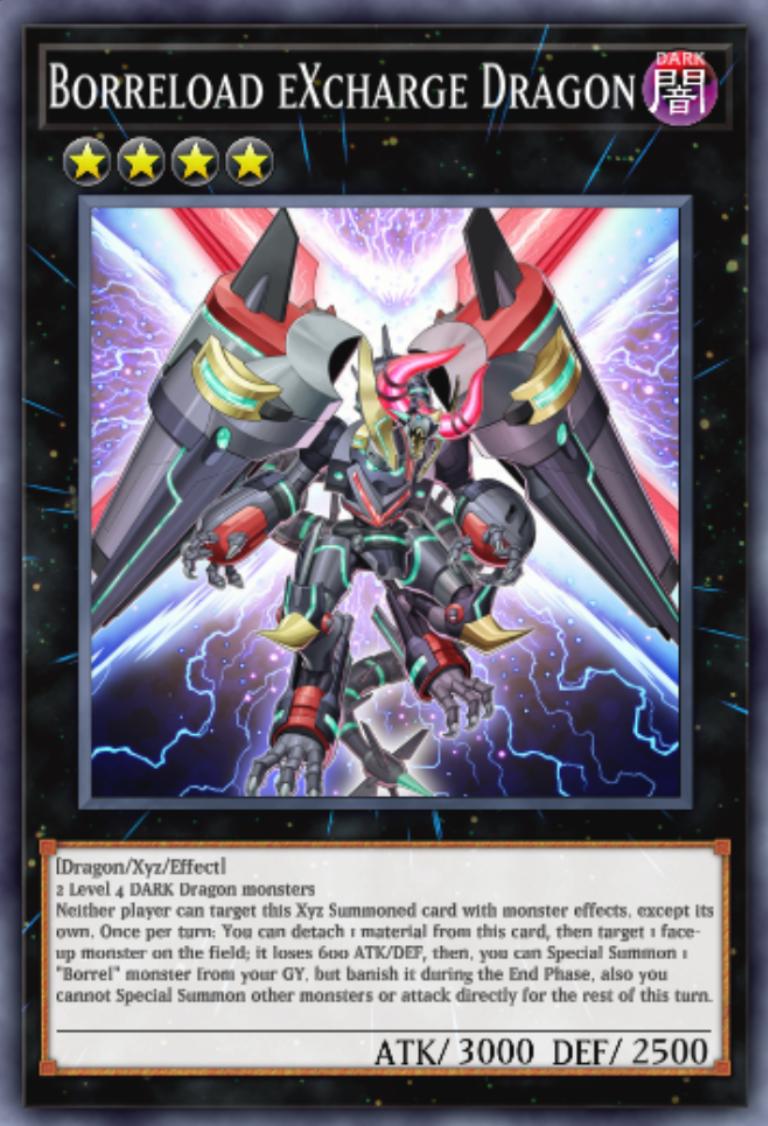 BORRELOAD EXCHARGE DRAGON
DARK
闇
[Dragon/Xyz/Effect]
2 Level 4 DARK Dragon monsters
Neither player can target this Xyz Summoned card with monster effects, except its
own. Once per turn: You can detach 1 material from this card, then target 1 face-
up monster on the field; it loses 600 ATK/DEF, then, you can Special Summon 1
"Borrel" monster from your GY, but banish it during the End Phase, also you
cannot Special Summon other monsters or attack directly for the rest of this turn.
ATK/ 3000 DEF/ 2500